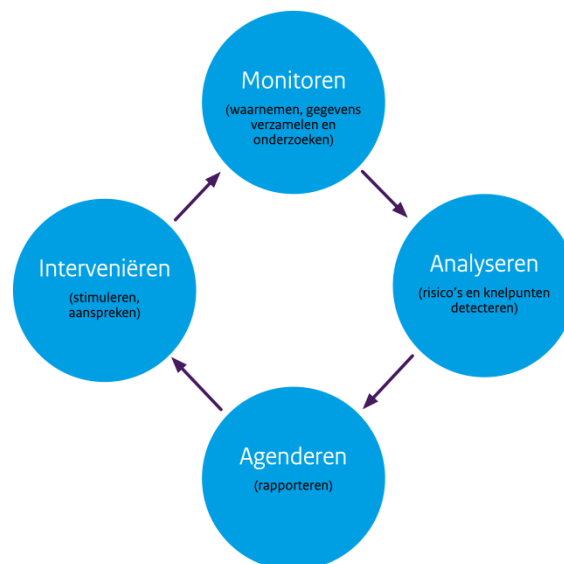 Monitoren
(waarnemen, gegevens
verzamelen en
onderzoeken)
Analyseren
(risico's en knelpunten
detecteren)
Agenderen
(rapporteren)
Interveniëren
(stimuleren,
aanspreken)